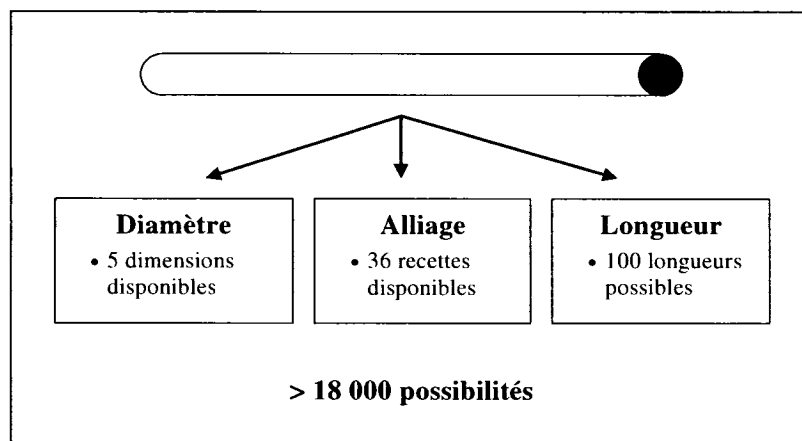 Diamètre
• 5 dimensions
disponibles
Alliage
• 36 recettes
disponibles
Longueur
• 100 longueurs
possibles
> 18 000 possibilités